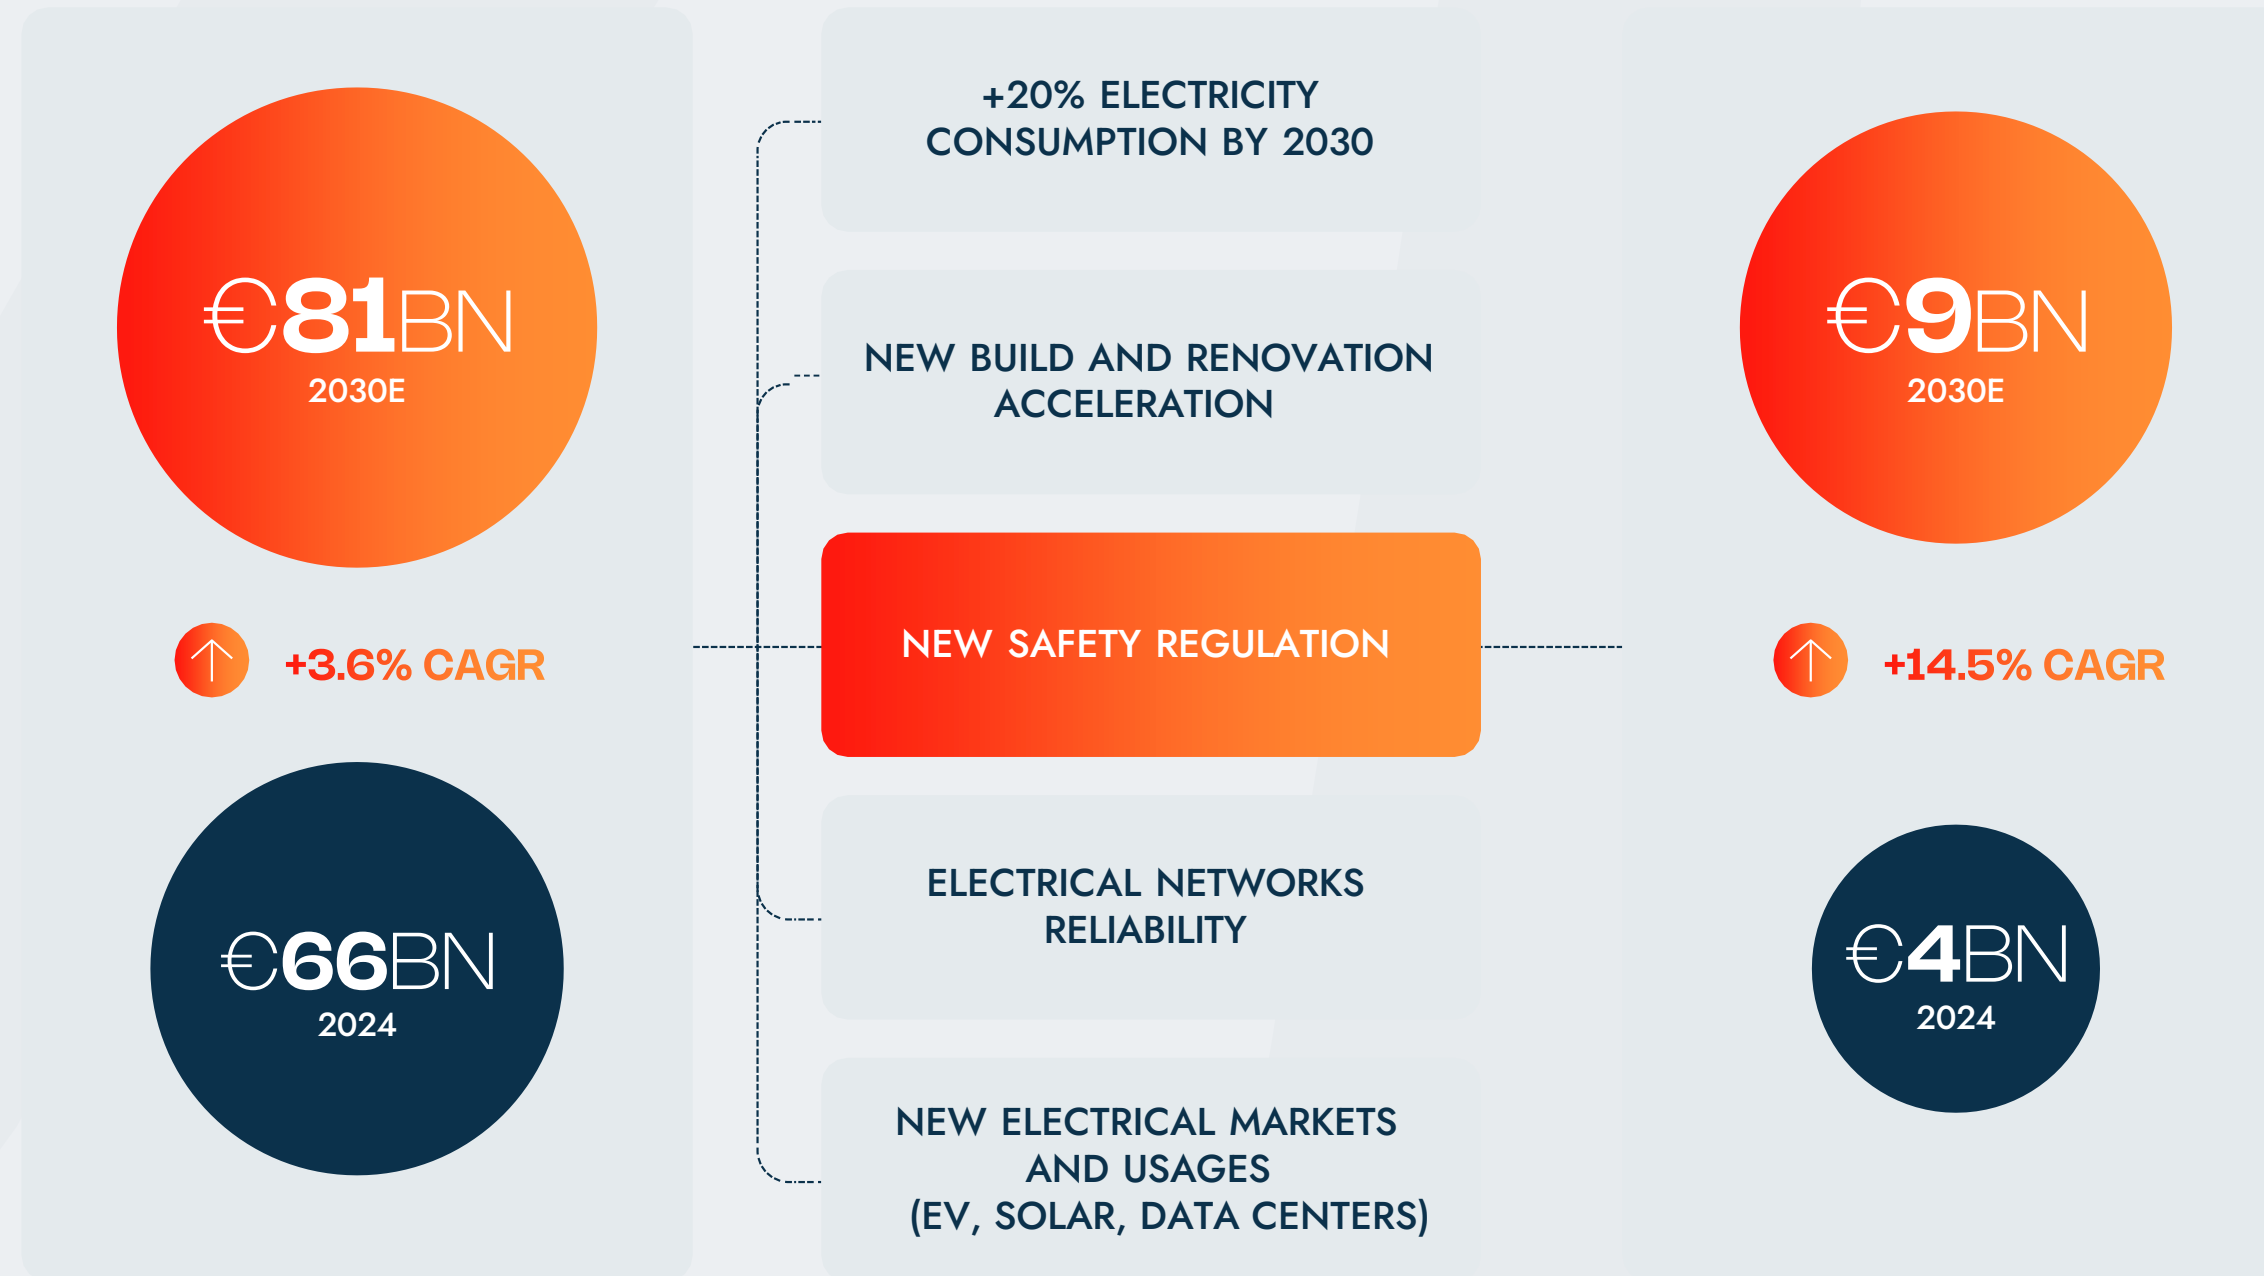 €81BN
2030E
+3.6% CAGR
€66BN
2024
+20% ELECTRICITY
CONSUMPTION BY 2030
NEW BUILD AND RENOVATION
ACCELERATION
NEW SAFETY REGULATION
ELECTRICAL NETWORKS
RELIABILITY
NEW ELECTRICAL MARKETS
AND USAGES
(EV, SOLAR, DATA CENTERS)
€9BN
2030E
+14.5% CAGR
€4BN
2024